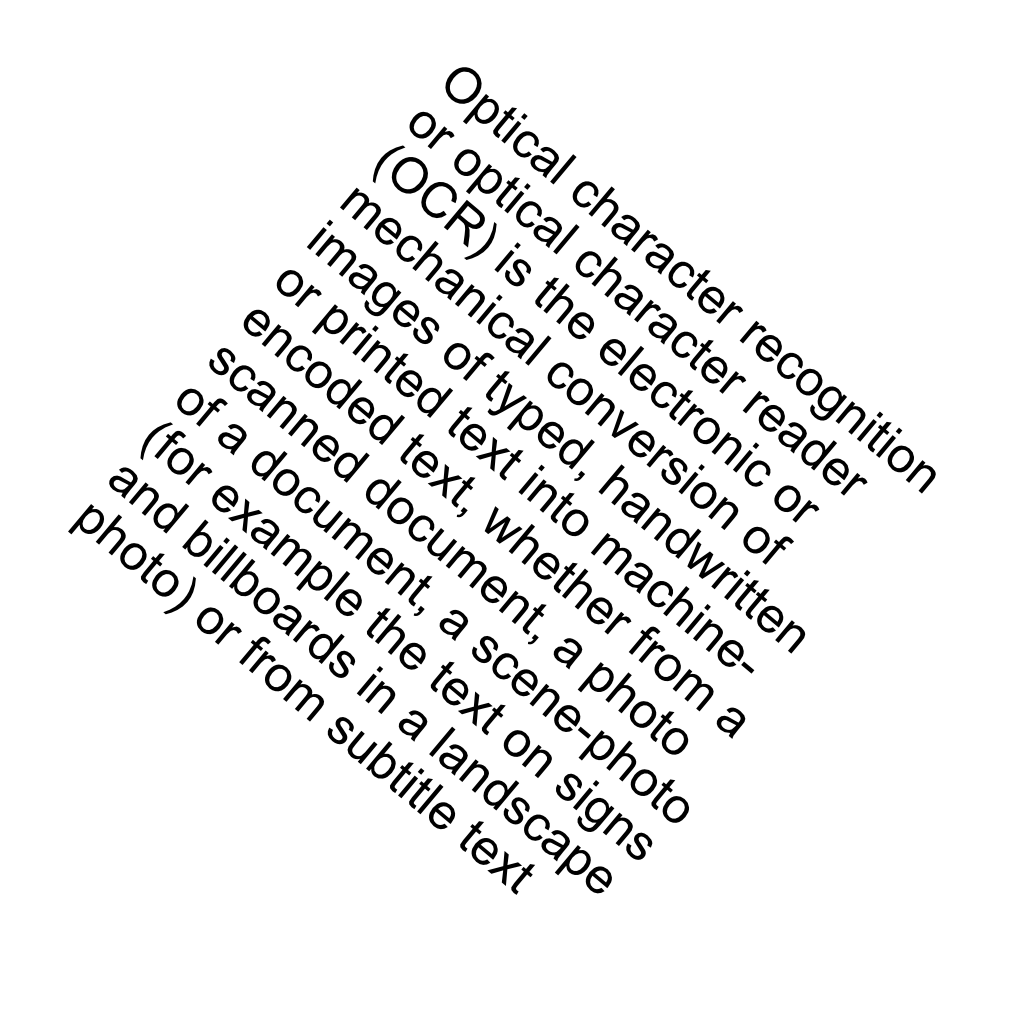 Optical character recognition
or optical character reader
(OCR) is the electronic or
mechanical conversion of
images of typed, handwritten
or printed text into machine-
encoded text, whether from a
scanned document, a photo
of a document, a scene-photo
(for example the text on signs
and billboards in a landscape
photo) or from subtitle text